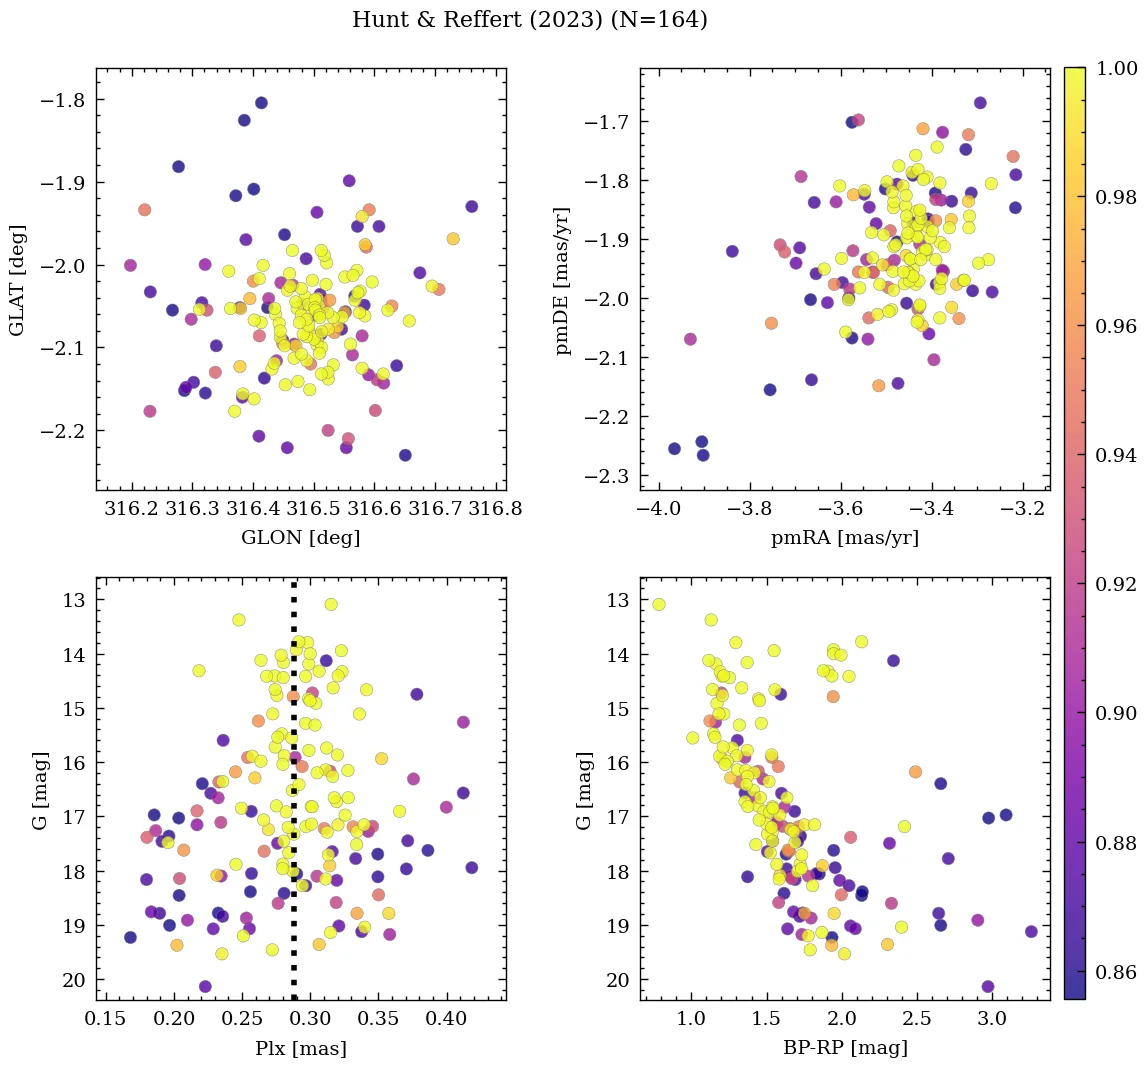 Hunt & Reffert (2023) (N=164)
−1.8
−1.9
−2.0
−2.1
−2.2
GLAT [deg]
316.2 316.3 316.4 316.5 316.6 316.7 316.8
GLON [deg]
−1.7
−1.8
−1.9
−2.0
−2.1
−2.2
−2.3
pmDE [mas/yr]
−4.0 −3.8 −3.6 −3.4 −3.2
pmRA [mas/yr]
13
14
15
16
17
18
19
20
G [mag]
0.15 0.20 0.25 0.30 0.35 0.40
Plx [mas]
13
14
15
16
17
18
19
20
G [mag]
1.0 1.5 2.0 2.5 3.0
BP-RP [mag]
1.00
0.98
0.96
0.94
0.92
0.90
0.88
0.86